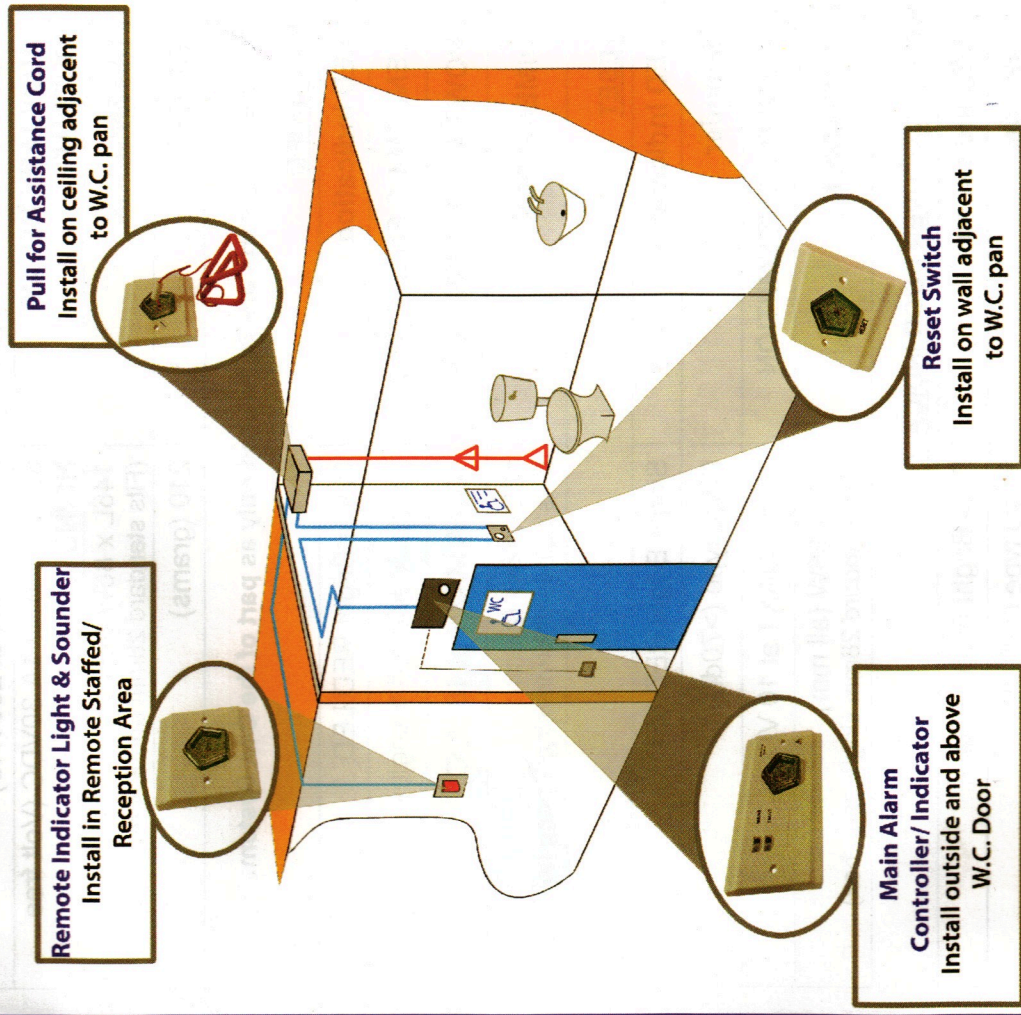 Remote Indicator Light & Sounder
Install in Remote Staffed/
Reception Area
Pull for Assistance Cord
Install on ceiling adjacent
to W.C. pan
WC
Main Alarm
Controller/ Indicator
Install outside and above
W.C. Door
RESET
Reset Switch
Install on wall adjacent
to W.C. pan